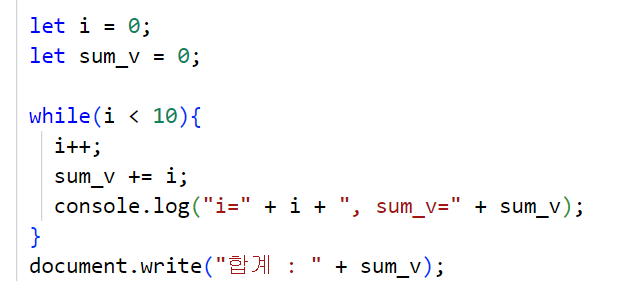 let i = 0;
let sum_v = 0;
while(i < 10){
i++;
sum_v += i;
console.log("i=" + i + ", sum_v=" + sum_v);
}
document.write("합계 : " + sum_v);